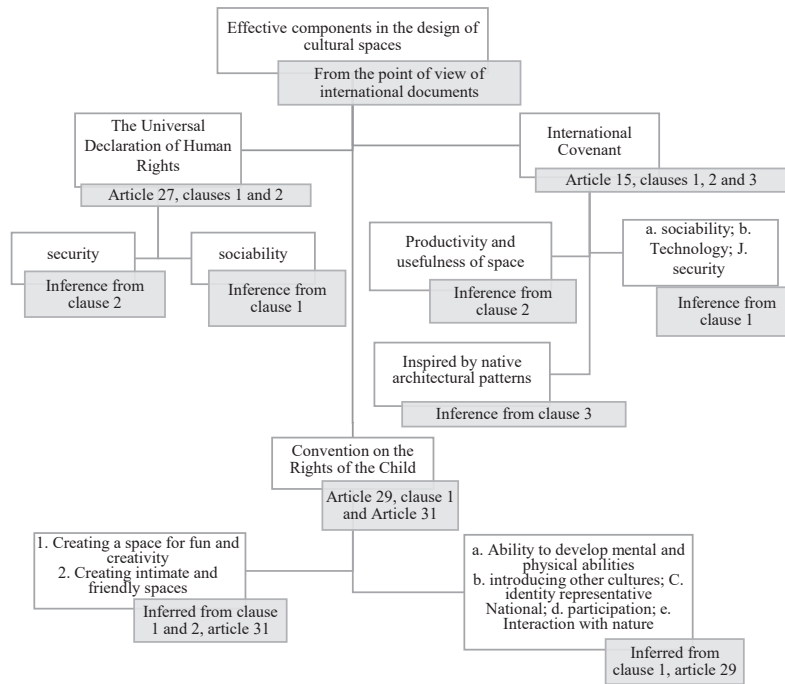 Effective components in the design of
cultural spaces
From the point of view of
international documents
The Universal
Declaration of Human
Rights
Article 27, clauses 1 and 2
security
Inference from
clause 2
sociability
Inference from
clause 1
International
Covenant
Article 15, clauses 1, 2 and 3
Productivity and
usefulness of space
Inference from
clause 2
a. sociability; b.
Technology; J.
security
Inference from
clause 1
Inspired by native
architectural patterns
Inference from clause 3
Convention on the
Rights of the Child
Article 29, clause 1
and Article 31
1. Creating a space for fun and
creativity
2. Creating intimate and
friendly spaces
Inferred from clause
1 and 2, article 31
a. Ability to develop mental and
physical abilities
b. introducing other cultures; C.
identity representative
National; d. participation; e.
Interaction with nature
Inferred from
clause 1, article 29